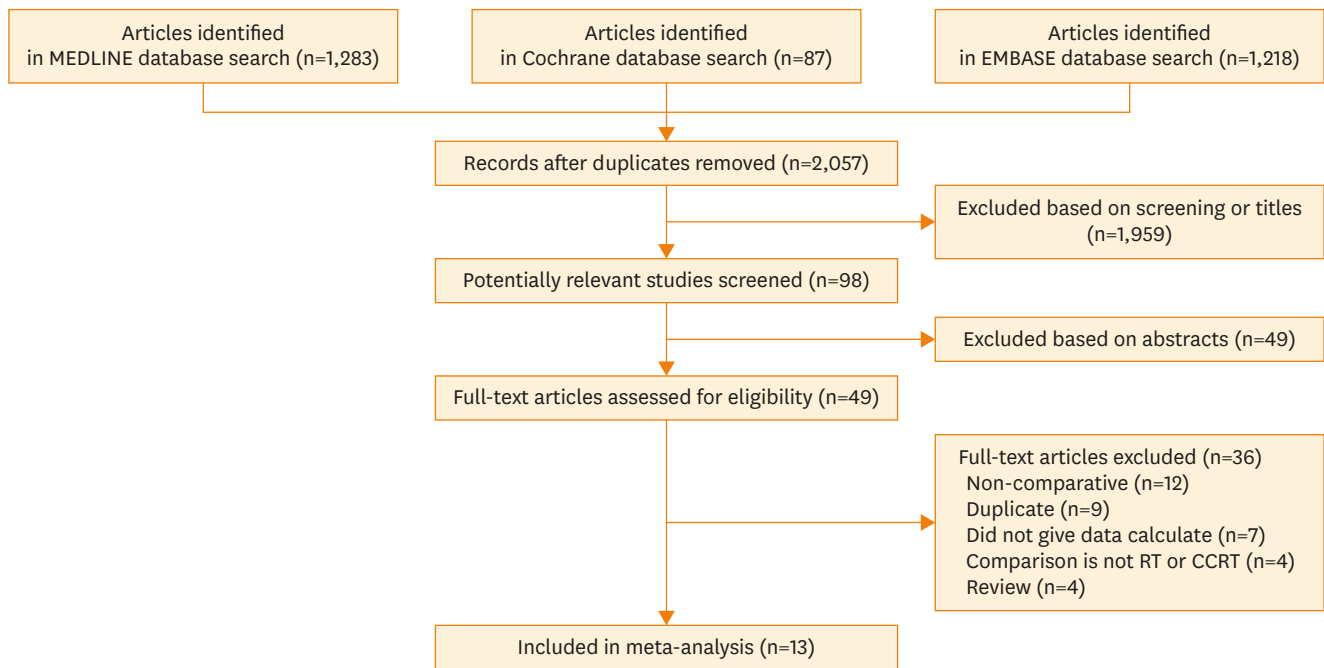 Articles identified
in MEDLINE database search (n=1,283)
Articles identified
in Cochrane database search (n=87)
Articles identified
in EMBASE database search (n=1,218)
Records after duplicates removed (n=2,057)
Excluded based on screening or titles
(n=1,959)
Potentially relevant studies screened (n=98)
Excluded based on abstracts (n=49)
Full-text articles assessed for eligibility (n=49)
Full-text articles excluded (n=36)
Non-comparative (n=12)
Duplicate (n=9)
Did not give data calculate (n=7)
Comparison is not RT or CCRT (n=4)
Review (n=4)
Included in meta-analysis (n=13)